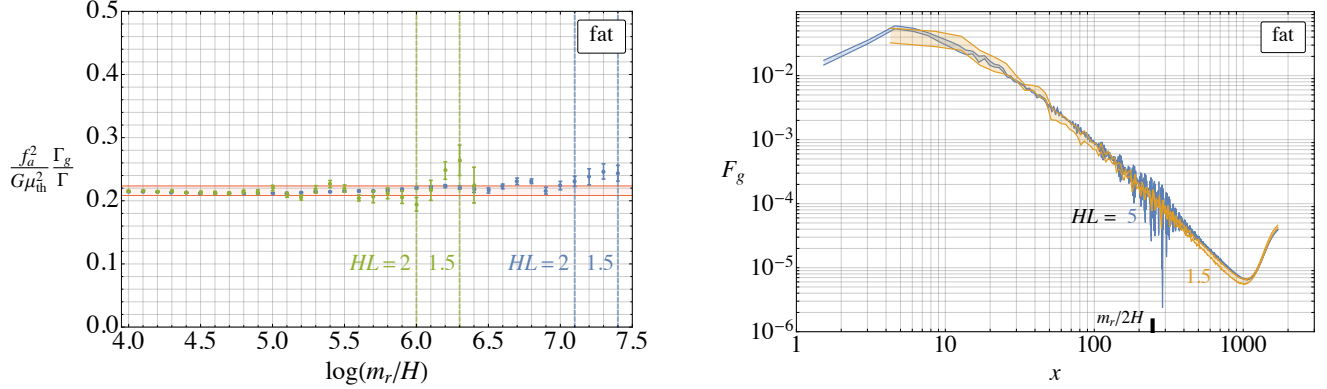 fat
0.5
0.4
0.3
0.2
0.1
0.0
f_a^2/(Gμ_th^2) Γ_g/Γ
HL = 2 1.5
HL = 2 1.5
4.0 4.5 5.0 5.5 6.0 6.5 7.0 7.5
log(m_r/H)
fat
10^-2
10^-3
10^-4
10^-5
10^-6
F_g
HL = 5
1.5
m_r/2H
1 10 100 1000
x